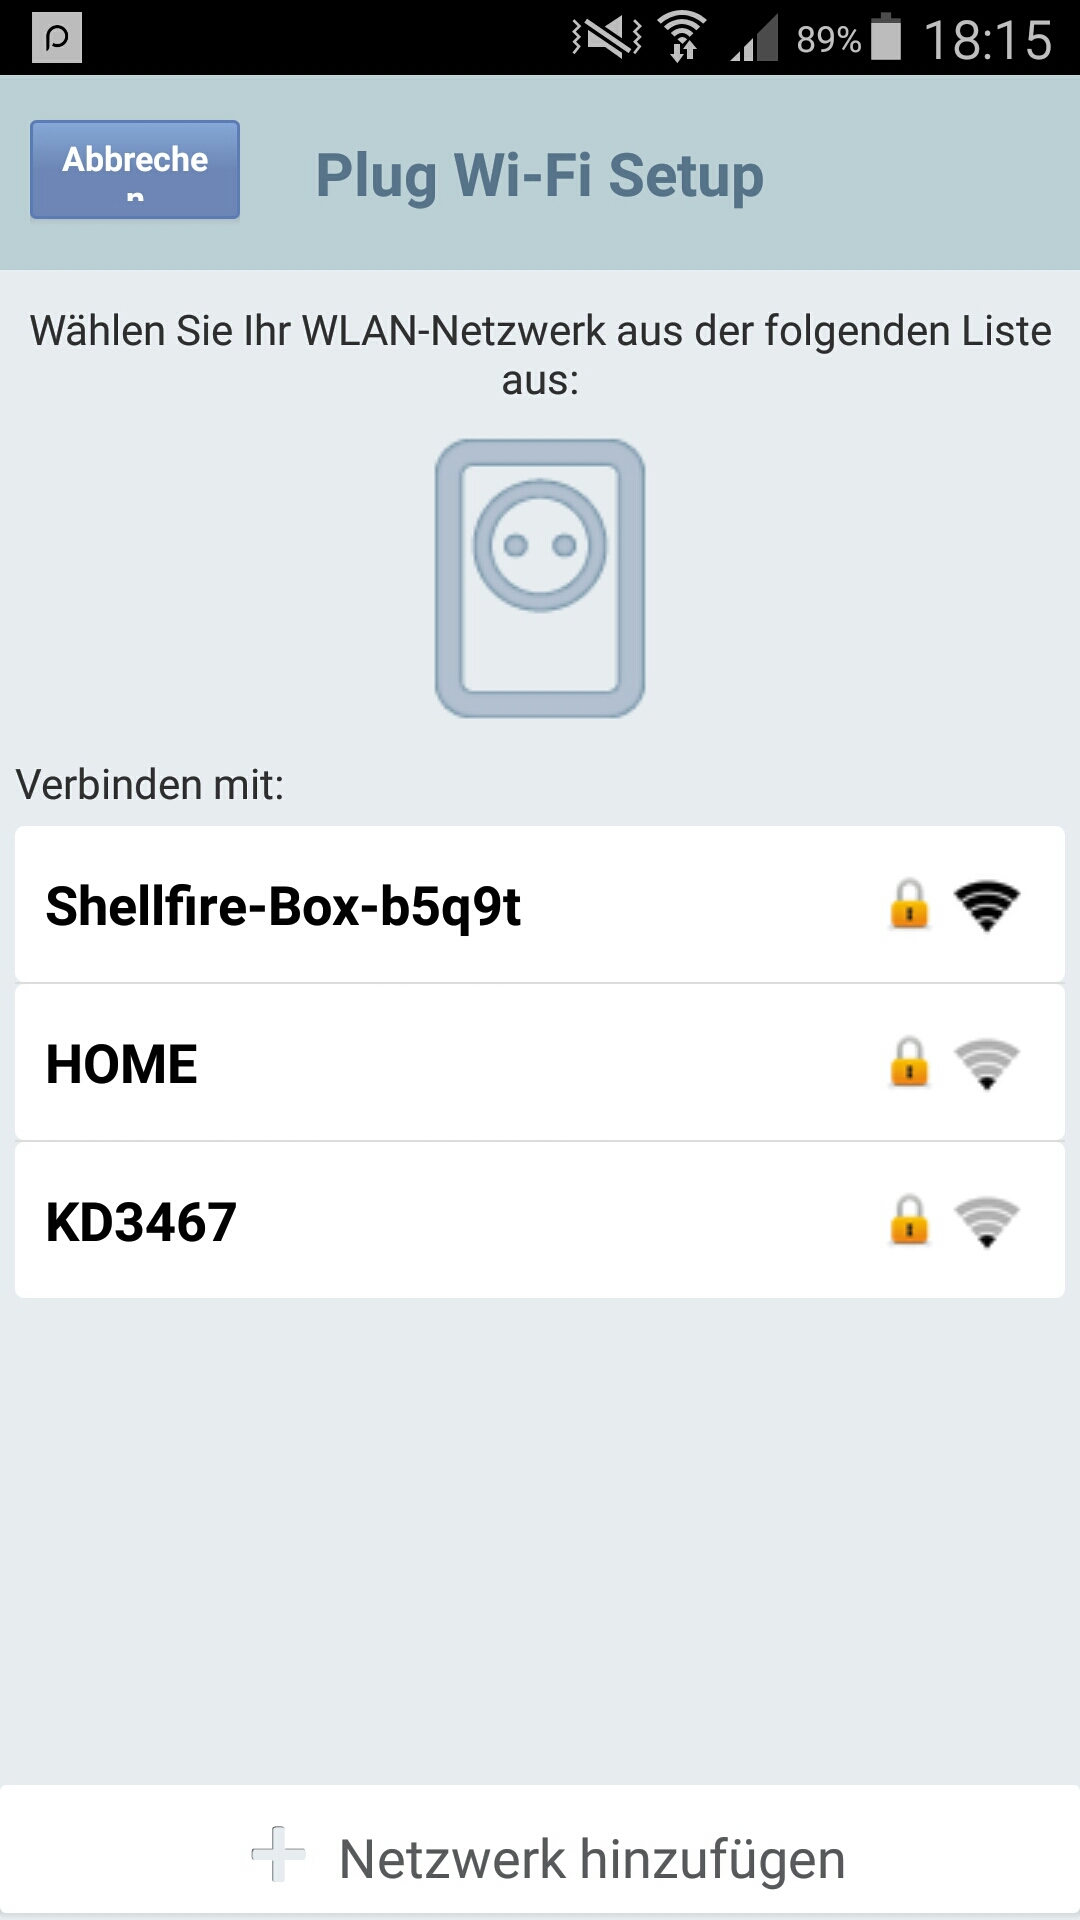 89% 18:15
Abbreche
n
Plug Wi-Fi Setup
Wählen Sie Ihr WLAN-Netzwerk aus der folgenden Liste
aus:
Verbinden mit:
Shellfire-Box-b5q9t
HOME
KD3467
Netzwerk hinzufügen